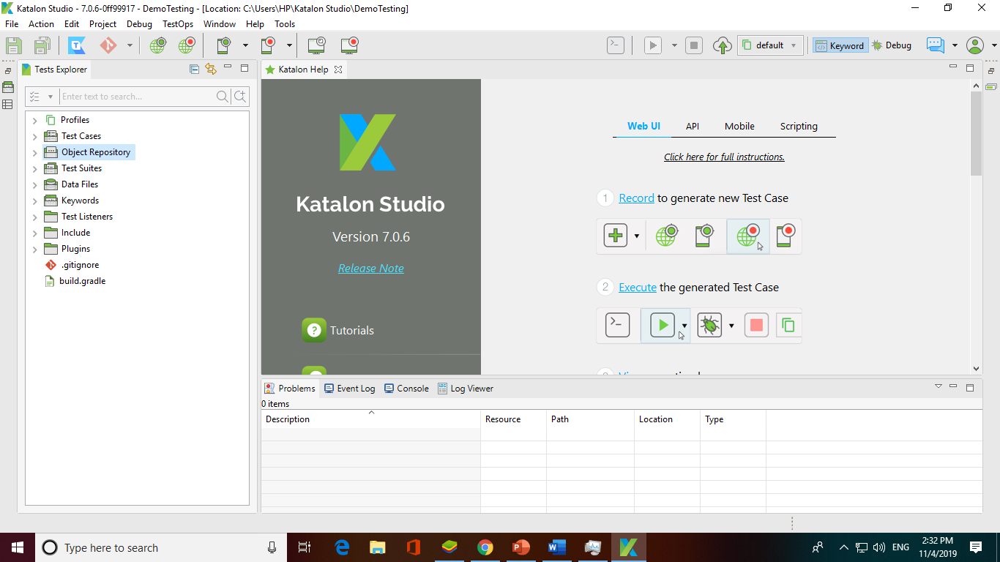 Katalon Studio - 7.0.6-0ff99917 - DemoTesting - [Location: C:\Users\HP\Katalon Studio\DemoTesting]
File Action Edit Project Debug TestOps Window Help Tools
default Keyword Debug
Tests Explorer
Enter text to search...
Profiles
Test Cases
Object Repository
Test Suites
Data Files
Keywords
Test Listeners
Include
Plugins
.gitignore
build.gradle
Katalon Help
Katalon Studio
Version 7.0.6
Release Note
Tutorials
Web UI API Mobile Scripting
Click here for full instructions.
1 Record to generate new Test Case
2 Execute the generated Test Case
Problems Event Log Console Log Viewer
0 items
Description Resource Path Location Type
Type here to search
ENG
2:32 PM
11/4/2019